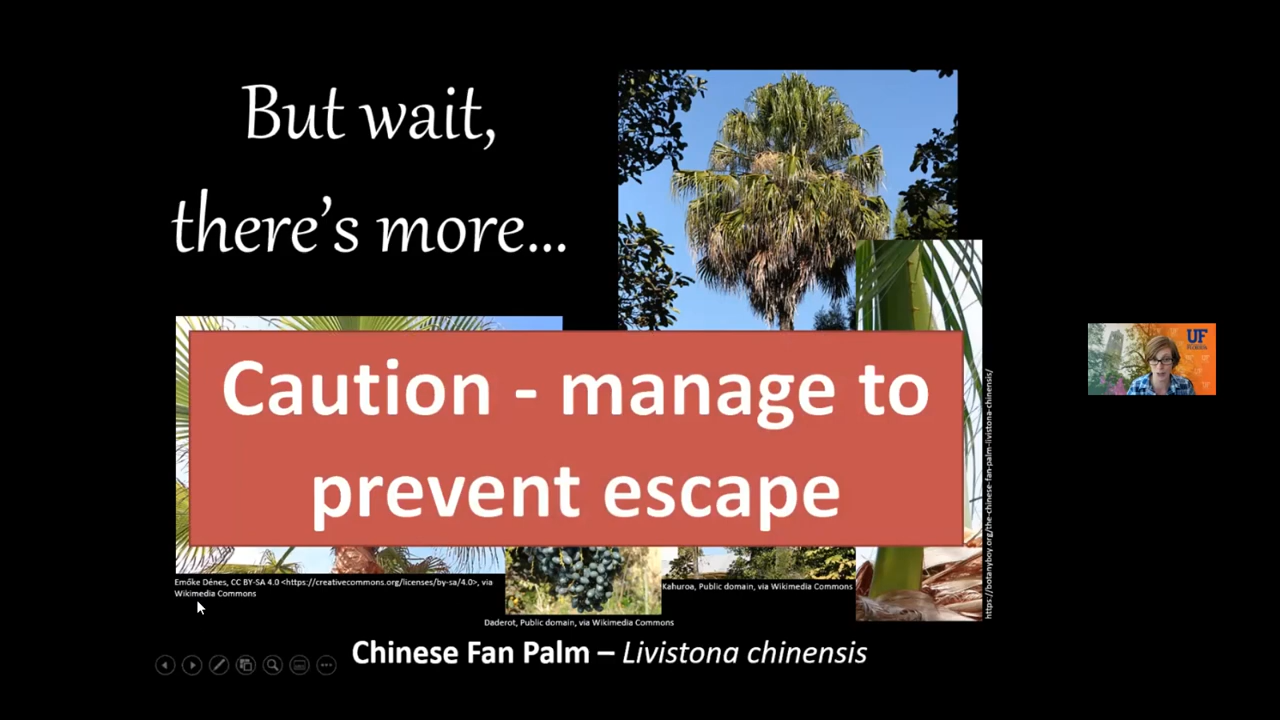 But wait,
there's more...
Caution - manage to
prevent escape
Emőke Dénes, CC BY-SA 4.0 <https://creativecommons.org/licenses/by-sa/4.0>, via
Wikimedia Commons
Daderot, Public domain, via Wikimedia Commons
Kahuroa, Public domain, via Wikimedia Commons
https://botanyboy.org/the-chinese-fan-palm-livistona-chinensis/
Chinese Fan Palm – Livistona chinensis
UF